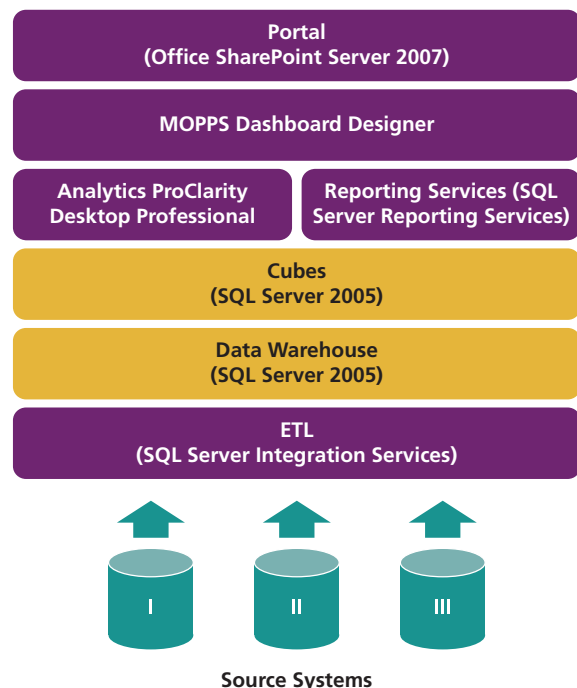 Portal
(Office SharePoint Server 2007)
MOPPS Dashboard Designer
Analytics ProClarity
Desktop Professional
Reporting Services (SQL
Server Reporting Services)
Cubes
(SQL Server 2005)
Data Warehouse
(SQL Server 2005)
ETL
(SQL Server Integration Services)
I
II
III
Source Systems